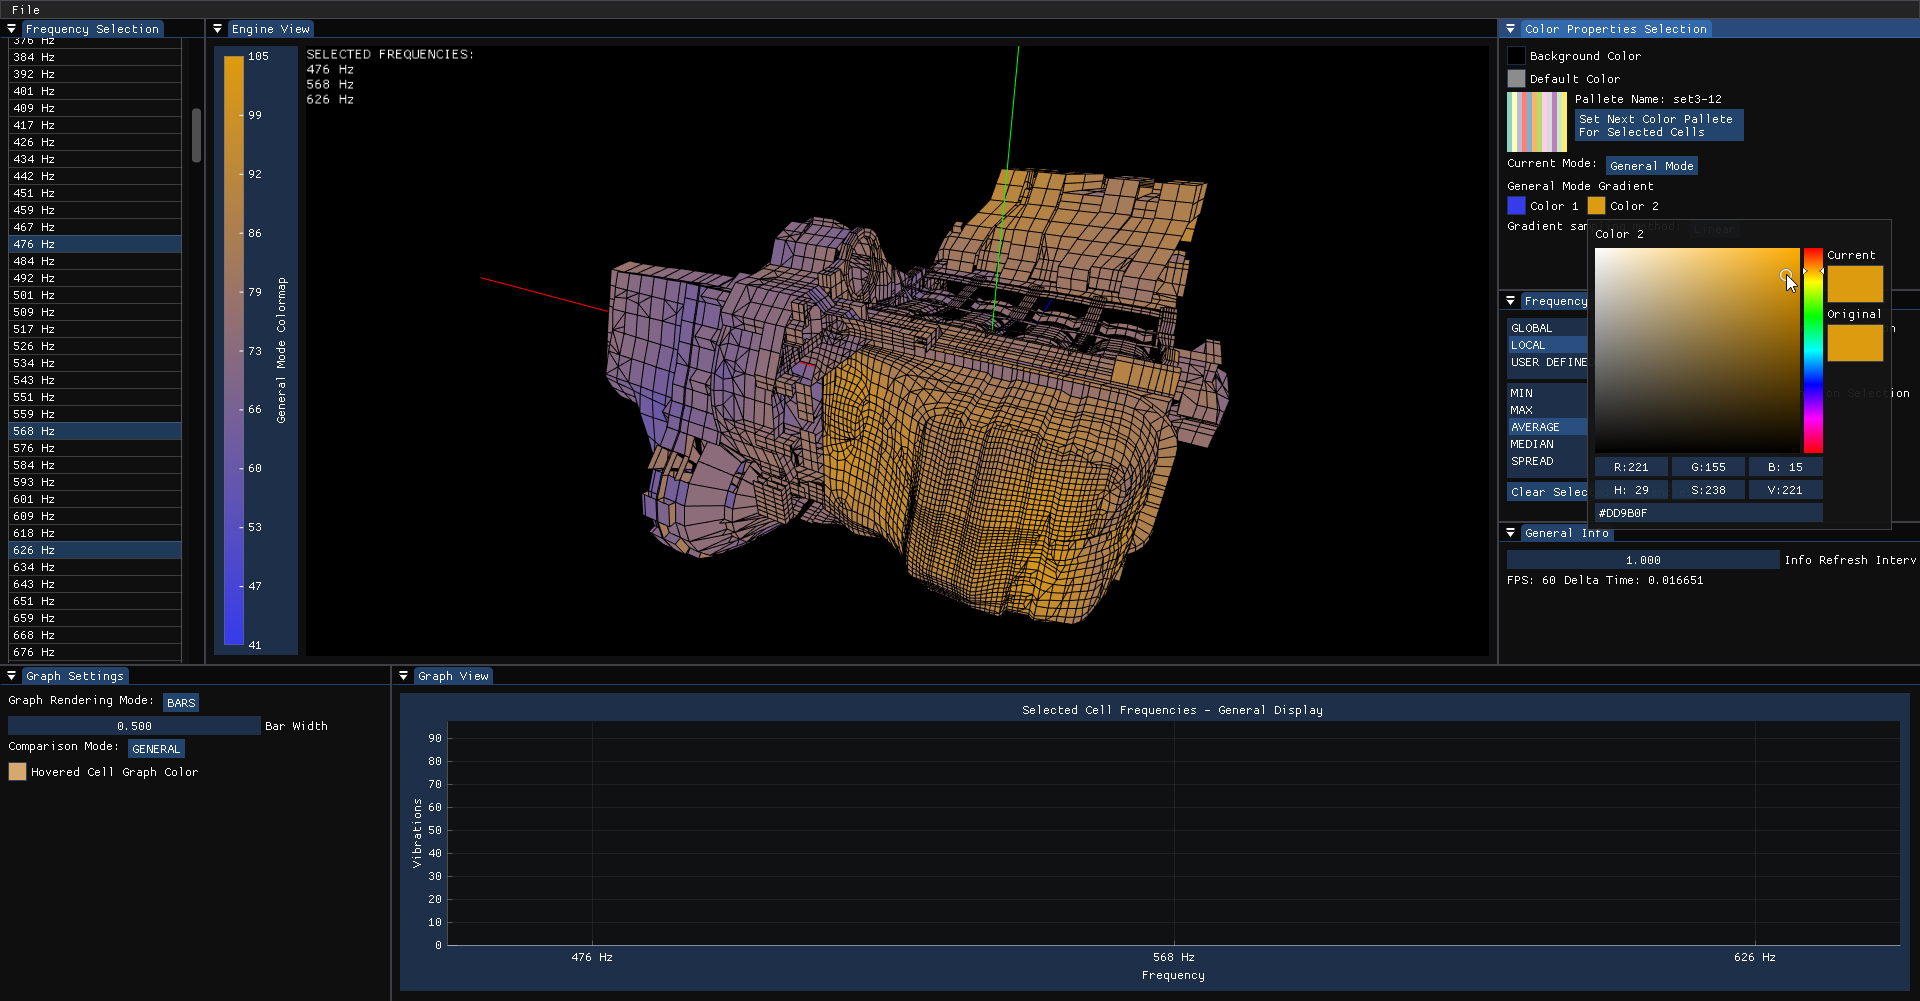 File
Frequency Selection
376 Hz
384 Hz
392 Hz
401 Hz
409 Hz
417 Hz
426 Hz
434 Hz
442 Hz
451 Hz
459 Hz
467 Hz
476 Hz
484 Hz
492 Hz
501 Hz
509 Hz
517 Hz
526 Hz
534 Hz
543 Hz
551 Hz
559 Hz
568 Hz
576 Hz
584 Hz
593 Hz
601 Hz
609 Hz
618 Hz
626 Hz
634 Hz
643 Hz
651 Hz
659 Hz
668 Hz
676 Hz
Engine View
105
99
92
86
79
73
66
60
53
47
41
General Mode Colormap
SELECTED FREQUENCIES:
476 Hz
568 Hz
626 Hz
Color Properties Selection
Background Color
Default Color
Pallete Name: set3-12
Set Next Color Pallete
For Selected Cells
Current Mode: General Mode
General Mode Gradient
Color 1 Color 2
Gradient sam method: Linear
Color 2
Current
Original
R:221 G:155 B: 15
H: 29 S:238 V:221
#DD9B0F
Frequency
GLOBAL
LOCAL
USER DEFINE
MIN
MAX
AVERAGE
MEDIAN
SPREAD
on Selection
Clear Selec
General Info
1.000 Info Refresh Interv
FPS: 60 Delta Time: 0.016651
Graph Settings
Graph Rendering Mode: BARS
0.500 Bar Width
Comparison Mode: GENERAL
Hovered Cell Graph Color
Graph View
Selected Cell Frequencies - General Display
90
80
70
60
50
40
30
20
10
0
Vibrations
476 Hz 568 Hz 626 Hz
Frequency